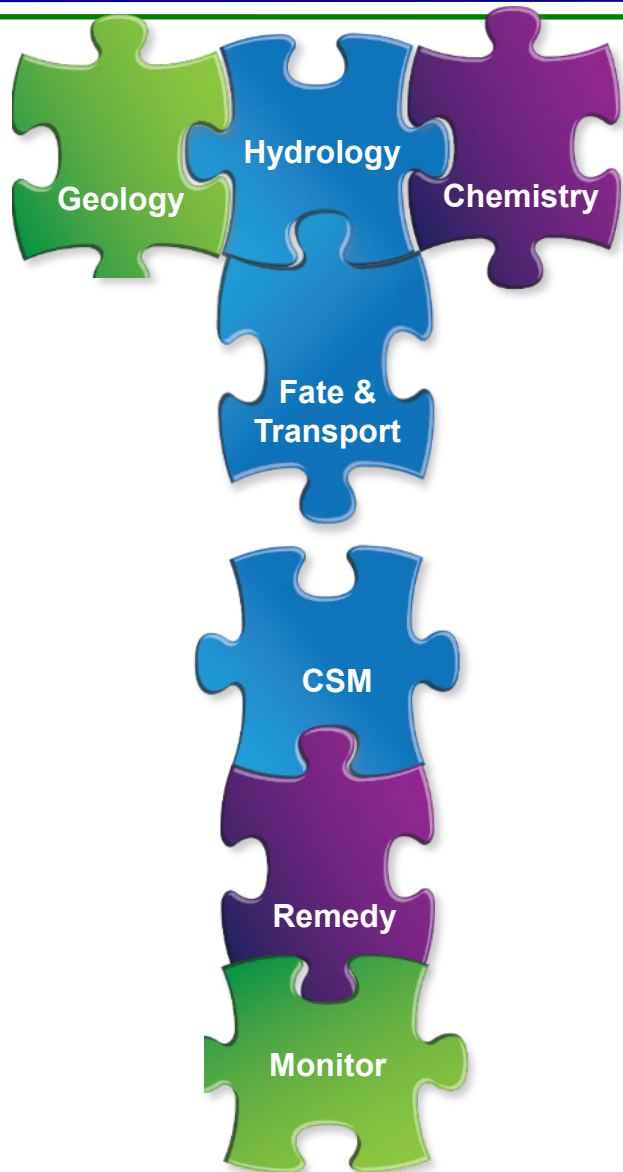 Hydrology
Geology
Chemistry
Fate &
Transport
CSM
Remedy
Monitor